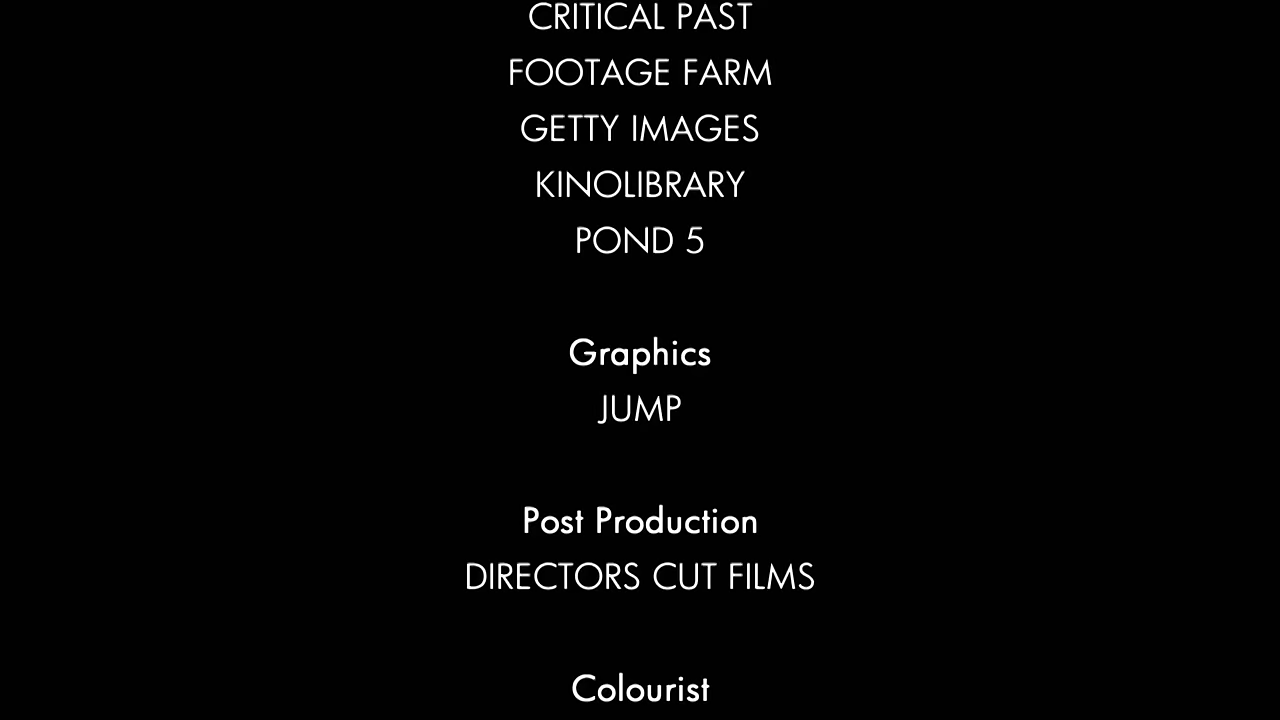 CRITICAL PAST
FOOTAGE FARM
GETTY IMAGES
KINOLIBRARY
POND 5
Graphics
JUMP
Post Production
DIRECTORS CUT FILMS
Colourist